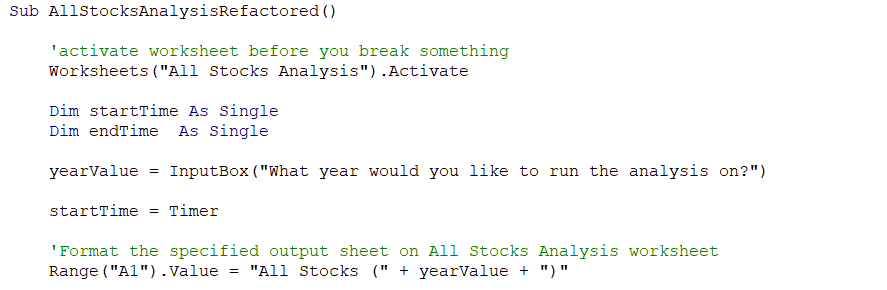 Sub AllStocksAnalysisRefactored()
'activate worksheet before you break something
Worksheets("All Stocks Analysis").Activate
Dim startTime As Single
Dim endTime  As Single
yearValue = InputBox("What year would you like to run the analysis on?")
startTime = Timer
'Format the specified output sheet on All Stocks Analysis worksheet
Range("A1").Value = "All Stocks (" + yearValue + ")"